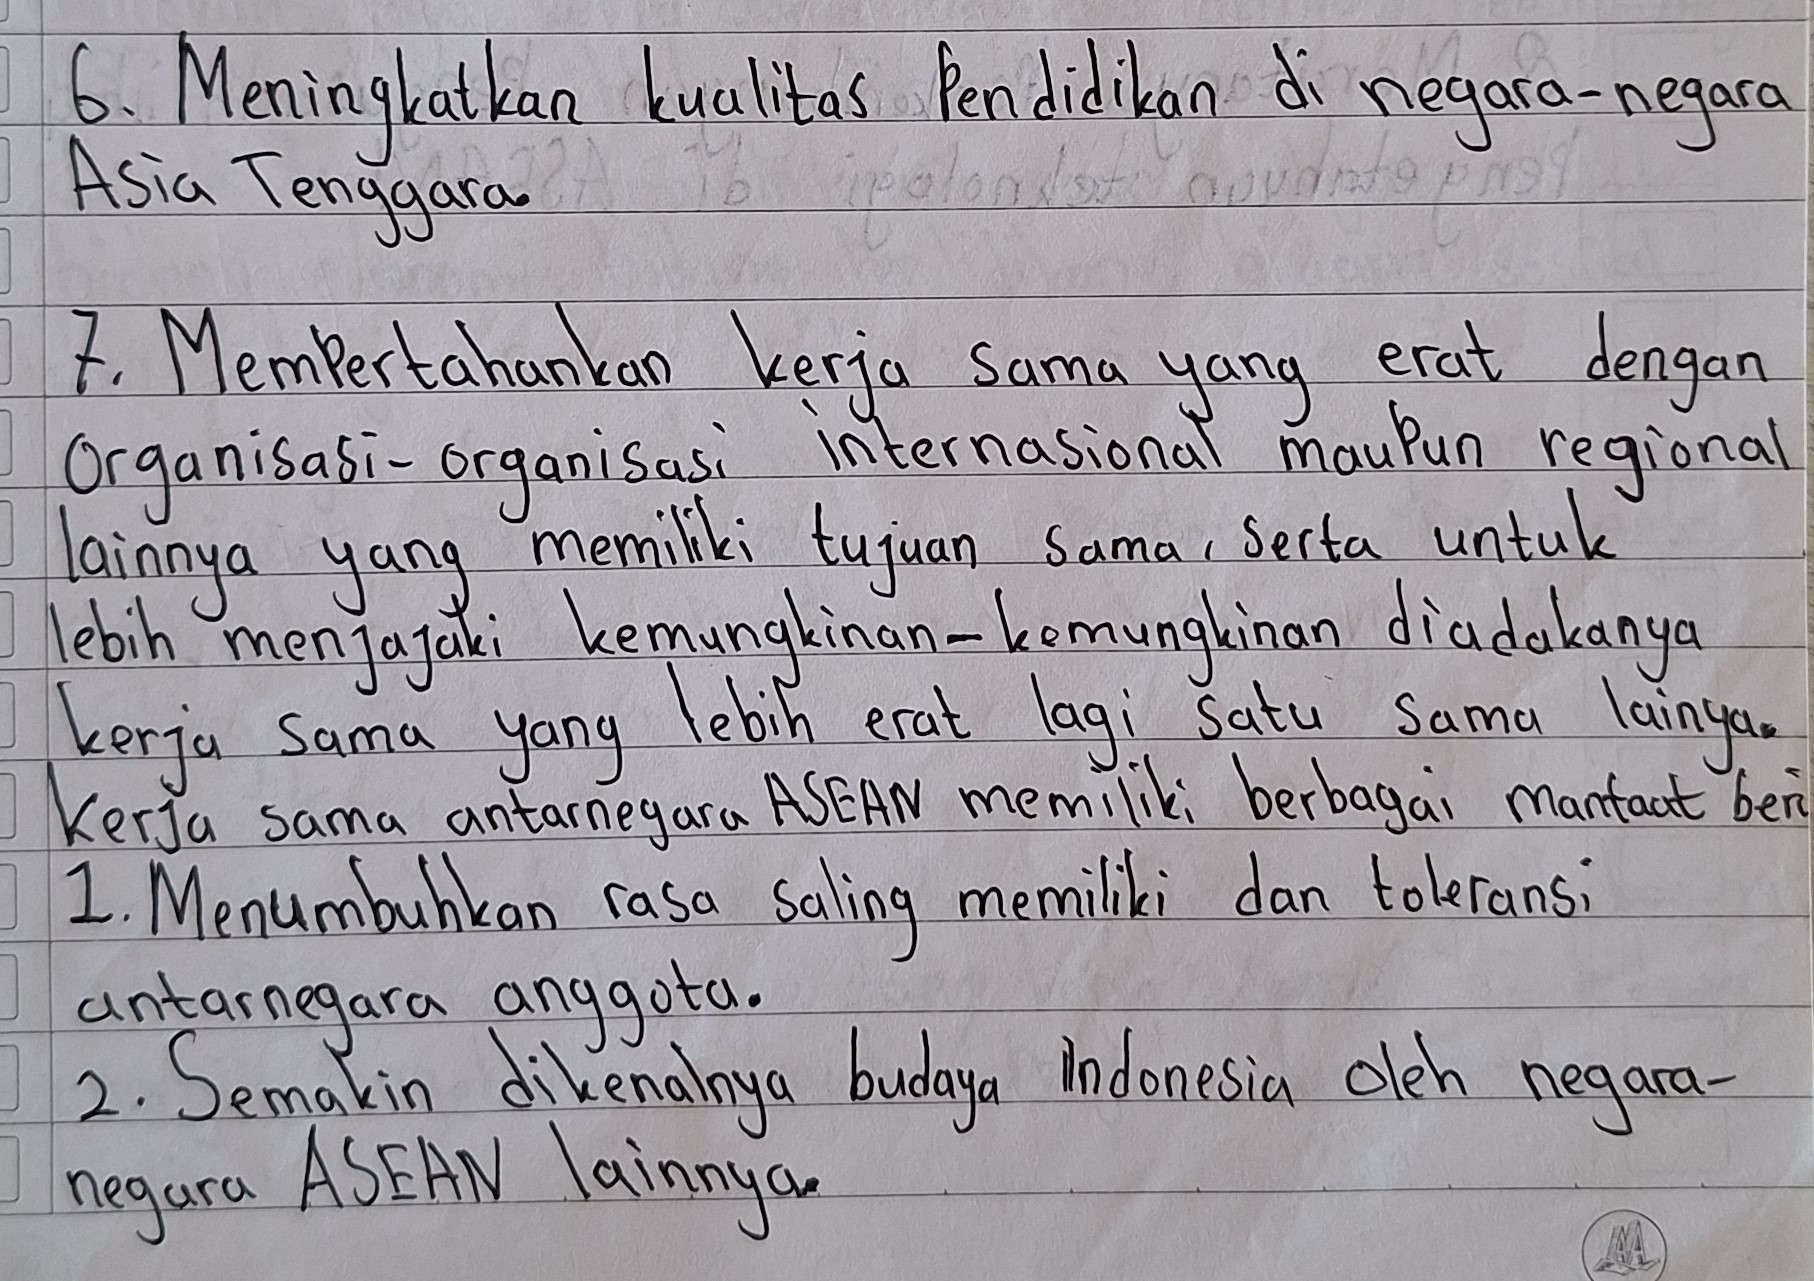 6. Meningkatkan kualitas Pendidikan di negara-negara
Asia Tenggara.
7. Mempertahankan kerja sama yang erat dengan
organisasi-organisasi internasional maupun regional
lainnya yang memiliki tujuan sama, serta untuk
lebih menjajaki kemungkinan-kemungkinan diadakanya
kerja sama yang lebih erat lagi satu sama lainya.
Kerja sama antarnegara ASEAN memiliki berbagai manfaat beri
1. Menumbuhkan rasa saling memiliki dan toleransi
antarnegara anggota.
2. Semakin dikenalnya budaya Indonesia oleh negara-
negara ASEAN lainnya.